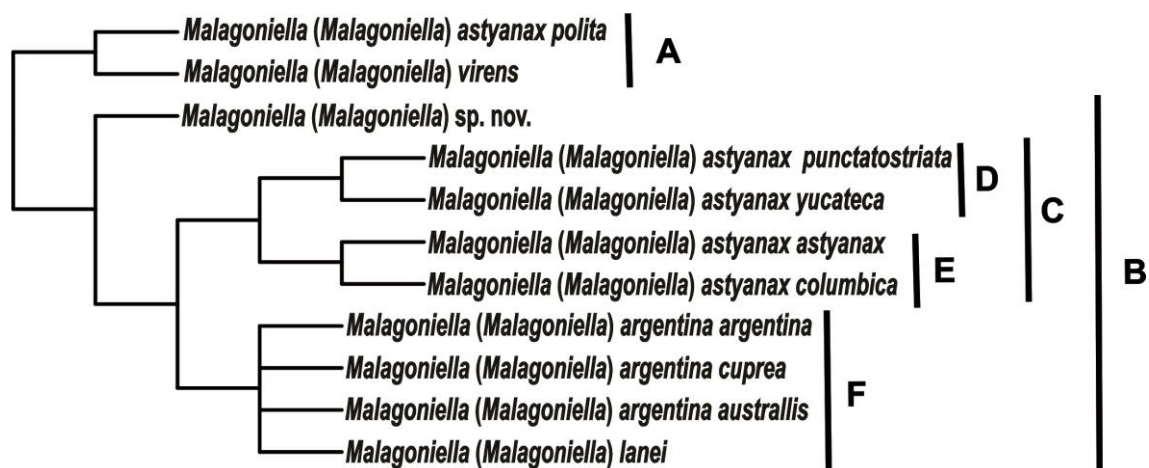 Malagoniella (Malagoniella) astyanax polita
A
Malagoniella (Malagoniella) virens
Malagoniella (Malagoniella) sp. nov.
Malagoniella (Malagoniella) astyanax punctatostriata
D
Malagoniella (Malagoniella) astyanax yucateca
C
Malagoniella (Malagoniella) astyanax astyanax
E
Malagoniella (Malagoniella) astyanax columbica
B
Malagoniella (Malagoniella) argentina argentina
Malagoniella (Malagoniella) argentina cuprea
F
Malagoniella (Malagoniella) argentina australlis
Malagoniella (Malagoniella) lanei